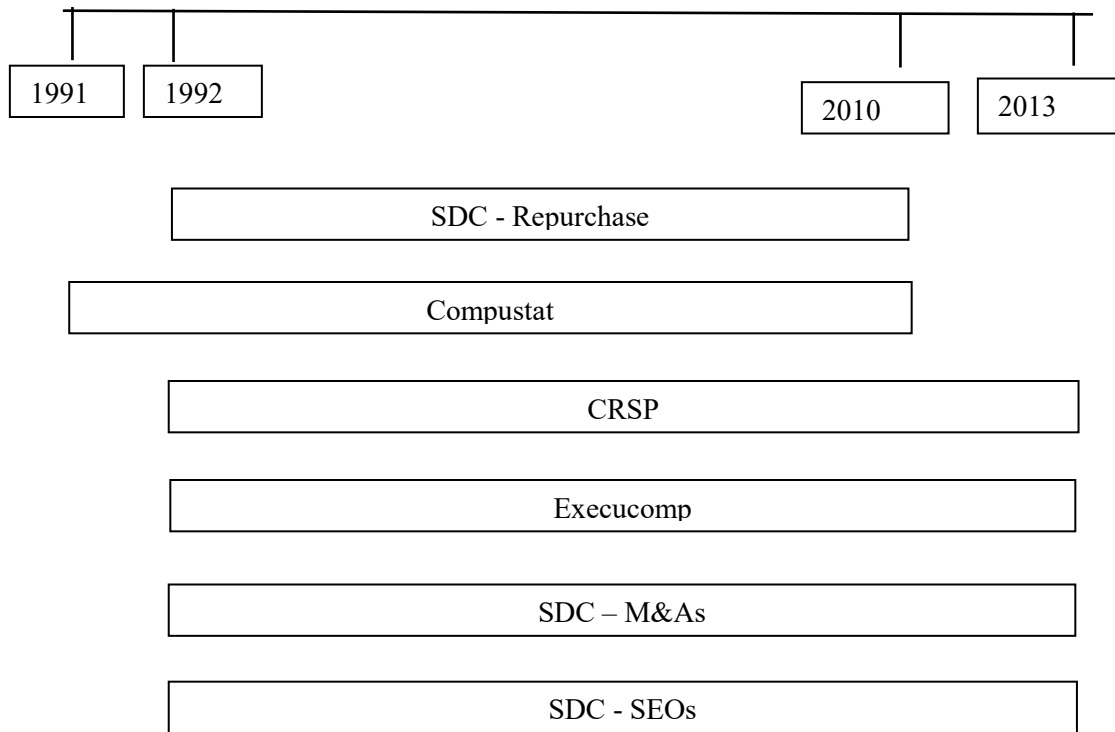 1991
1992
2010
2013
SDC - Repurchase
Compustat
CRSP
Execucomp
SDC – M&As
SDC - SEOs